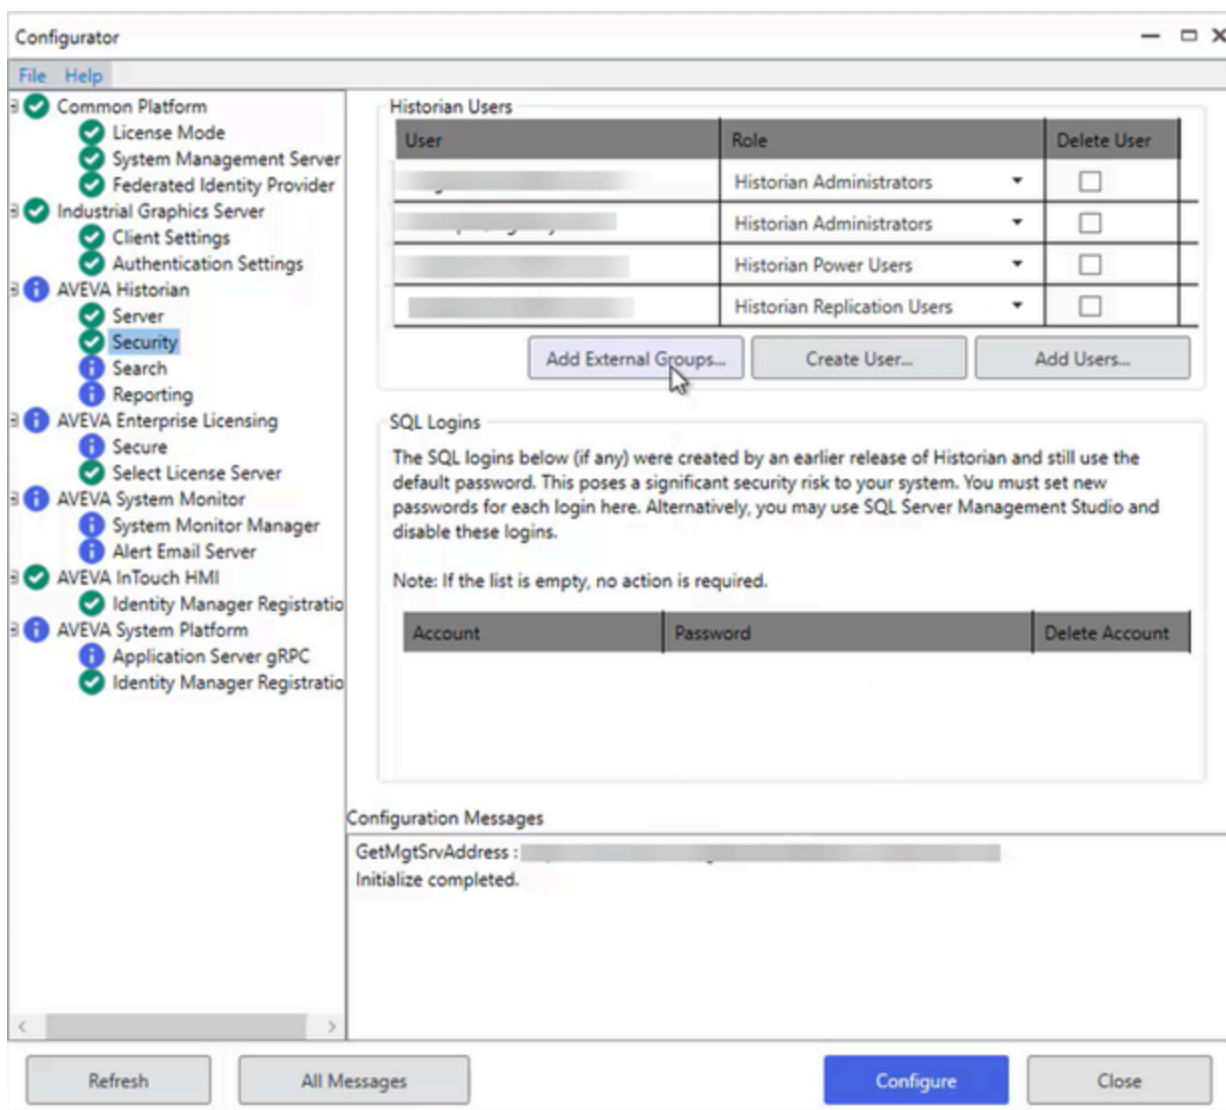 Configurator
File Help
Common Platform
License Mode
System Management Server
Federated Identity Provider
Industrial Graphics Server
Client Settings
Authentication Settings
AVEVA Historian
Server
Security
Search
Reporting
AVEVA Enterprise Licensing
Secure
Select License Server
AVEVA System Monitor
System Monitor Manager
Alert Email Server
AVEVA InTouch HMI
Identity Manager Registratio
AVEVA System Platform
Application Server gRPC
Identity Manager Registratio
Historian Users
User Role Delete User
Historian Administrators
Historian Administrators
Historian Power Users
Historian Replication Users
Add External Groups... Create User... Add Users...
SQL Logins
The SQL logins below (if any) were created by an earlier release of Historian and still use the
default password. This poses a significant security risk to your system. You must set new
passwords for each login here. Alternatively, you may use SQL Server Management Studio and
disable these logins.
Note: If the list is empty, no action is required.
Account Password Delete Account
Configuration Messages
GetMgtSrvAddress :
Initialize completed.
Refresh All Messages Configure Close